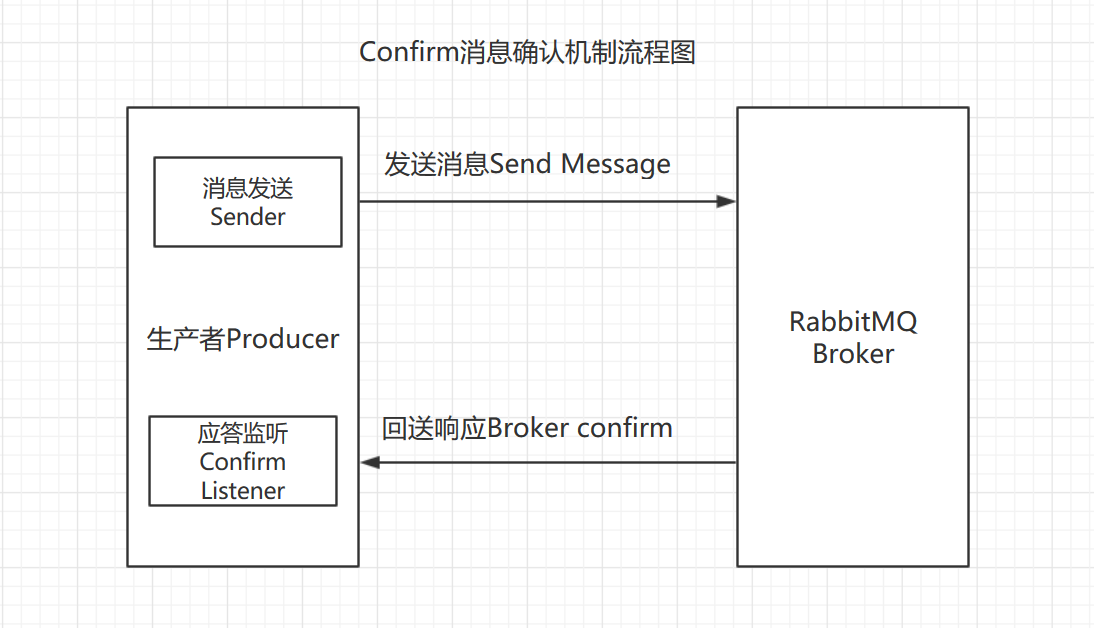 Confirm消息确认机制流程图
发送消息Send Message
消息发送
Sender
生产者Producer
RabbitMQ
Broker
回送响应Broker confirm
应答监听
Confirm
Listener